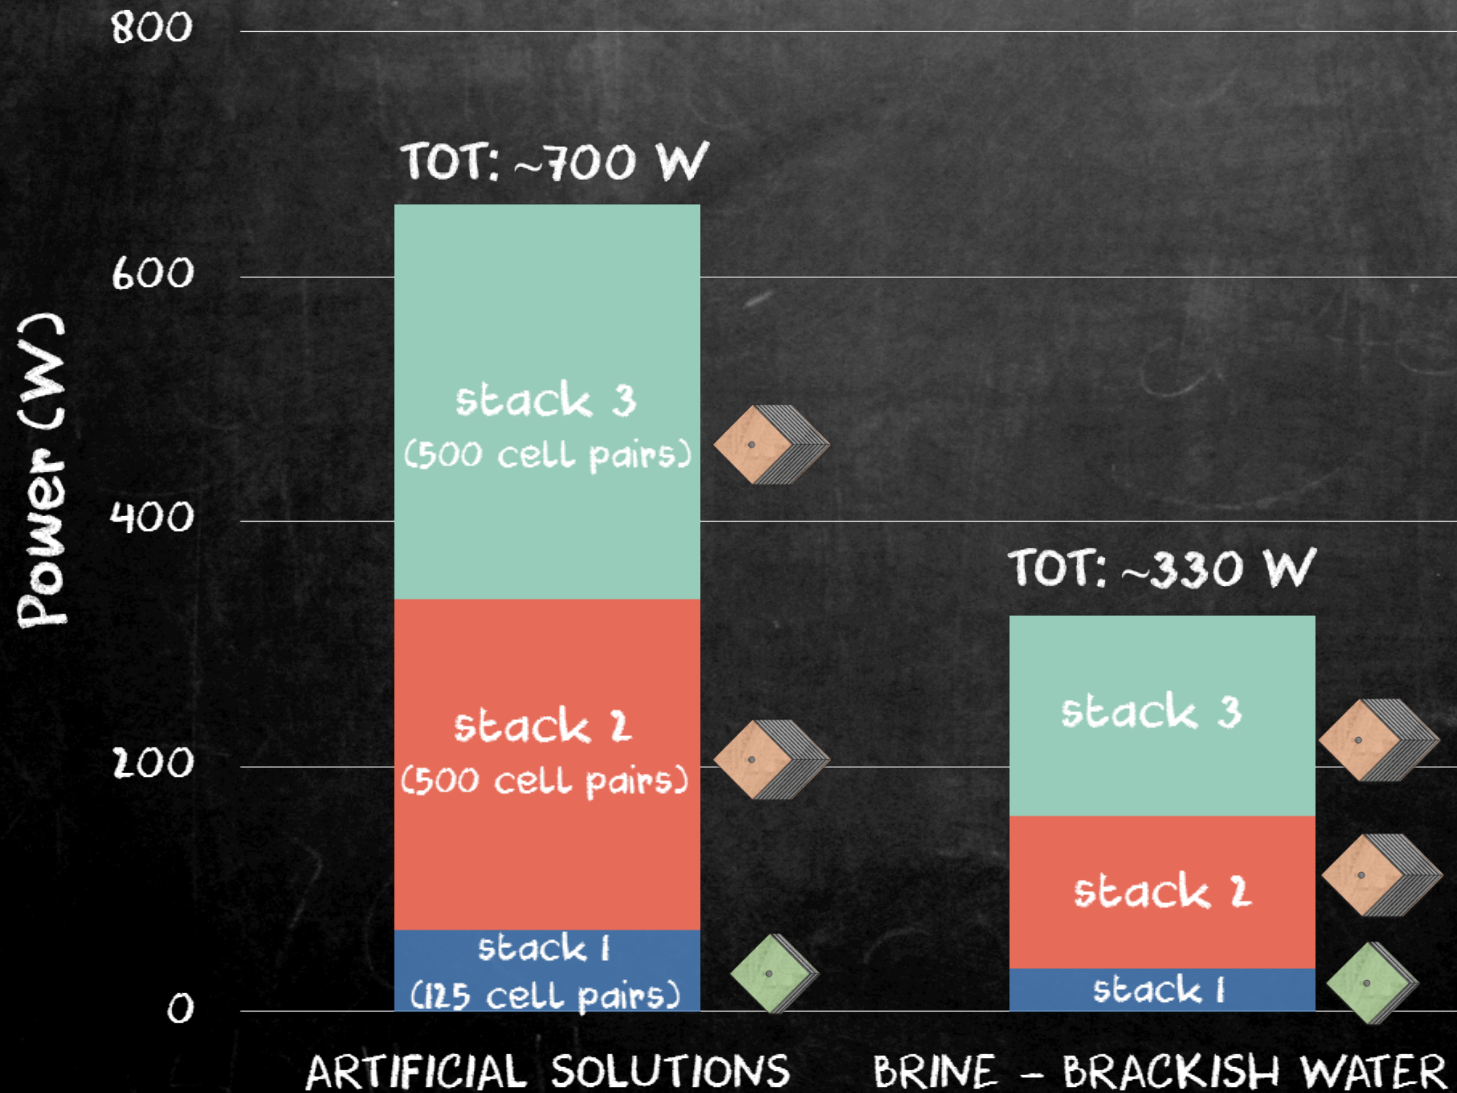 Power (W)
800
600
400
200
0
TOT: ~700 W
stack 3
(500 cell pairs)
stack 2
(500 cell pairs)
stack 1
(125 cell pairs)
TOT: ~330 W
stack 3
stack 2
stack 1
ARTIFICIAL SOLUTIONS
BRINE - BRACKISH WATER